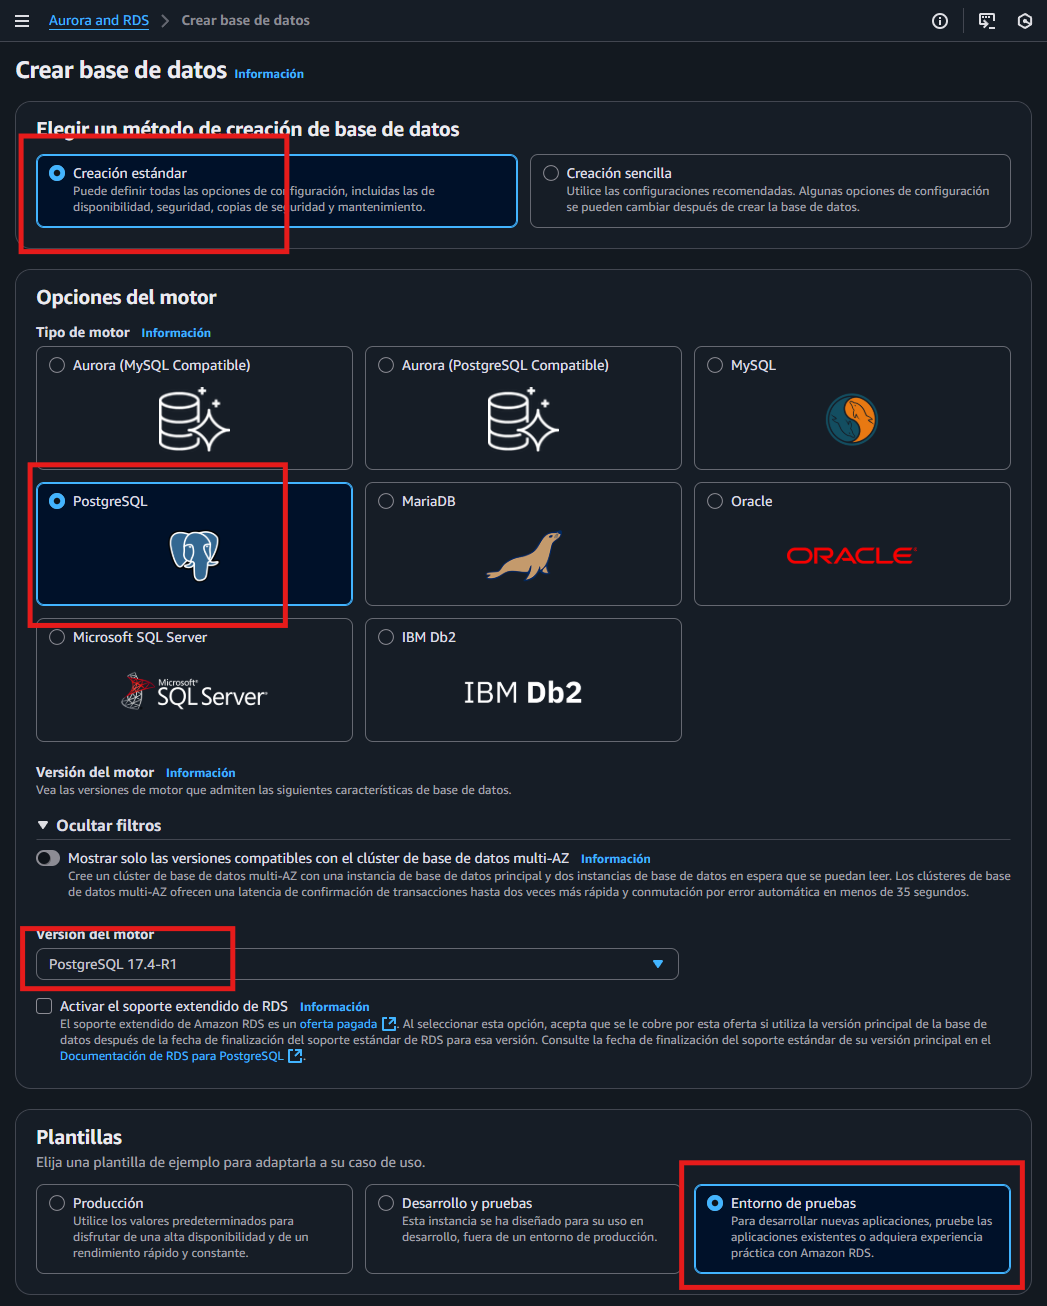 Aurora and RDS > Crear base de datos
Crear base de datos Información
Elegir un método de creación de base de datos
Creación estándar
Puede definir todas las opciones de configuración, incluidas las de
disponibilidad, seguridad, copias de seguridad y mantenimiento.
Creación sencilla
Utilice las configuraciones recomendadas. Algunas opciones de configuración
se pueden cambiar después de crear la base de datos.
Opciones del motor
Tipo de motor Información
Aurora (MySQL Compatible)
Aurora (PostgreSQL Compatible)
MySQL
PostgreSQL
MariaDB
Oracle
ORACLE
Microsoft SQL Server
Microsoft
SQL Server
IBM Db2
IBM Db2
Versión del motor Información
Vea las versiones de motor que admiten las siguientes características de base de datos.
Ocultar filtros
Mostrar solo las versiones compatibles con el clúster de base de datos multi-AZ Información
Cree un clúster de base de datos multi-AZ con una instancia de base de datos principal y dos instancias de base de datos en espera que se puedan leer. Los clústeres de base
de datos multi-AZ ofrecen una latencia de confirmación de transacciones hasta dos veces más rápida y conmutación por error automática en menos de 35 segundos.
Versión del motor
PostgreSQL 17.4-R1
Activar el soporte extendido de RDS Información
El soporte extendido de Amazon RDS es un oferta pagada. Al seleccionar esta opción, acepta que se le cobre por esta oferta si utiliza la versión principal de la base de
datos después de la fecha de finalización del soporte estándar de RDS para esa versión. Consulte la fecha de finalización del soporte estándar de su versión principal en el
Documentación de RDS para PostgreSQL.
Plantillas
Elija una plantilla de ejemplo para adaptarla a su caso de uso.
Producción
Utilice los valores predeterminados para
disfrutar de una alta disponibilidad y de un
rendimiento rápido y constante.
Desarrollo y pruebas
Esta instancia se ha diseñado para su uso en
desarrollo, fuera de un entorno de producción.
Entorno de pruebas
Para desarrollar nuevas aplicaciones, pruebe las
aplicaciones existentes o adquiera experiencia
práctica con Amazon RDS.